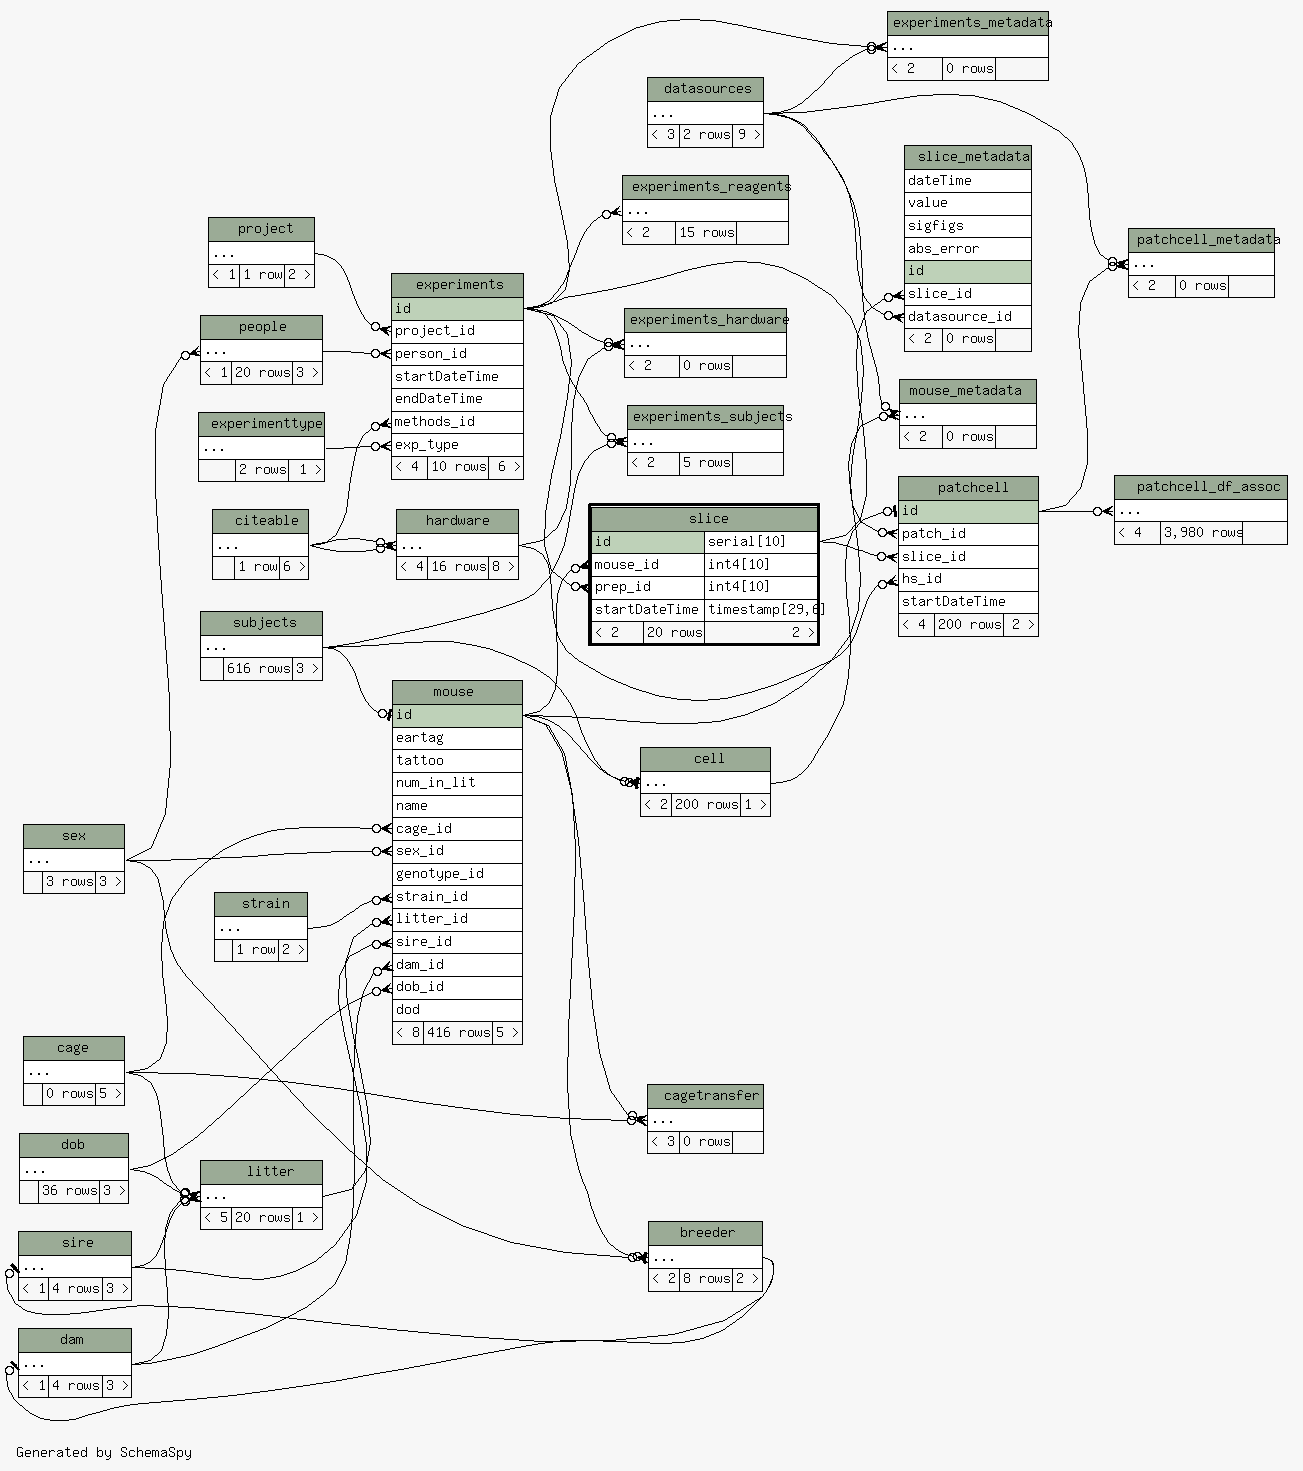 experiments_metadata
...
< 2 0 rows
datasources
...
< 3 2 rows 9 >
slice_metadata
dateTime
value
sigfigs
abs_error
id
slice_id
datasource_id
< 2 0 rows
experiments_reagents
...
< 2 15 rows
project
...
< 1 1 row 2 >
patchcell_metadata
...
< 2 0 rows
experiments
id
project_id
person_id
startDateTime
endDateTime
methods_id
exp_type
< 4 10 rows 6 >
people
...
< 1 20 rows 3 >
experiments_hardware
...
< 2 0 rows
mouse_metadata
...
< 2 0 rows
experimenttype
...
2 rows 1 >
experiments_subjects
...
< 2 5 rows
patchcell
id
patch_id
slice_id
hs_id
startDateTime
< 4 200 rows 2 >
patchcell_df_assoc
...
< 4 3,980 rows
citeable
...
1 row 6 >
hardware
...
< 4 16 rows 8 >
slice
id serial[10]
mouse_id int4[10]
prep_id int4[10]
startDateTime timestamp[29,6]
< 2 20 rows 2 >
subjects
...
616 rows 3 >
mouse
id
eartag
tattoo
num_in_lit
name
cage_id
sex_id
genotype_id
strain_id
litter_id
sire_id
dam_id
dob_id
dod
< 8 416 rows 5 >
cell
...
< 2 200 rows 1 >
sex
...
3 rows 3 >
strain
...
1 row 2 >
cage
...
0 rows 5 >
cagetransfer
...
< 3 0 rows
dob
...
36 rows 3 >
litter
...
< 5 20 rows 1 >
sire
...
< 1 4 rows 3 >
breeder
...
< 2 8 rows 2 >
dam
...
< 1 4 rows 3 >
Generated by SchemaSpy